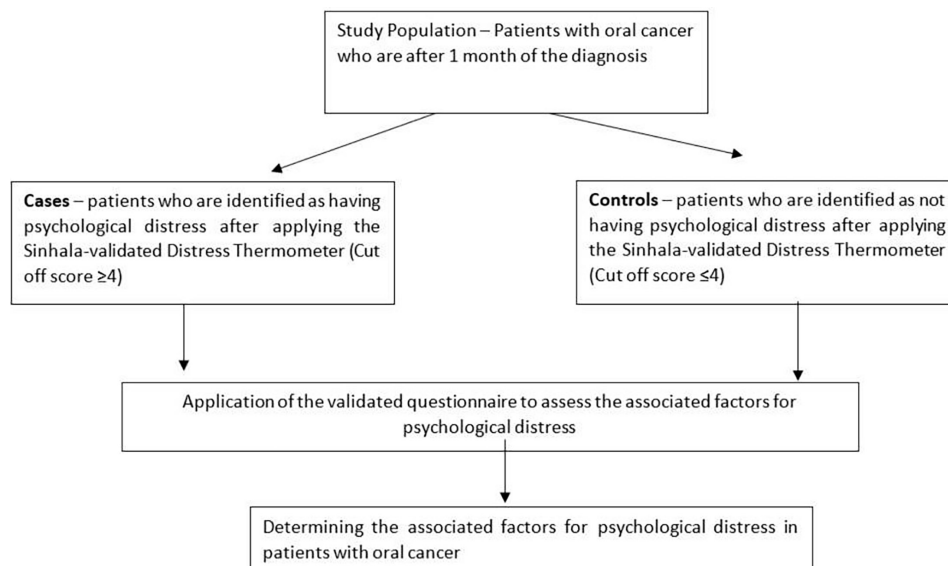 Study Population – Patients with oral cancer
who are after 1 month of the diagnosis
Cases – patients who are identified as having
psychological distress after applying the
Sinhala-validated Distress Thermometer (Cut
off score ≥4)
Controls – patients who are identified as not
having psychological distress after applying
the Sinhala-validated Distress Thermometer
(Cut off score ≤4)
Application of the validated questionnaire to assess the associated factors for
psychological distress
Determining the associated factors for psychological distress in
patients with oral cancer